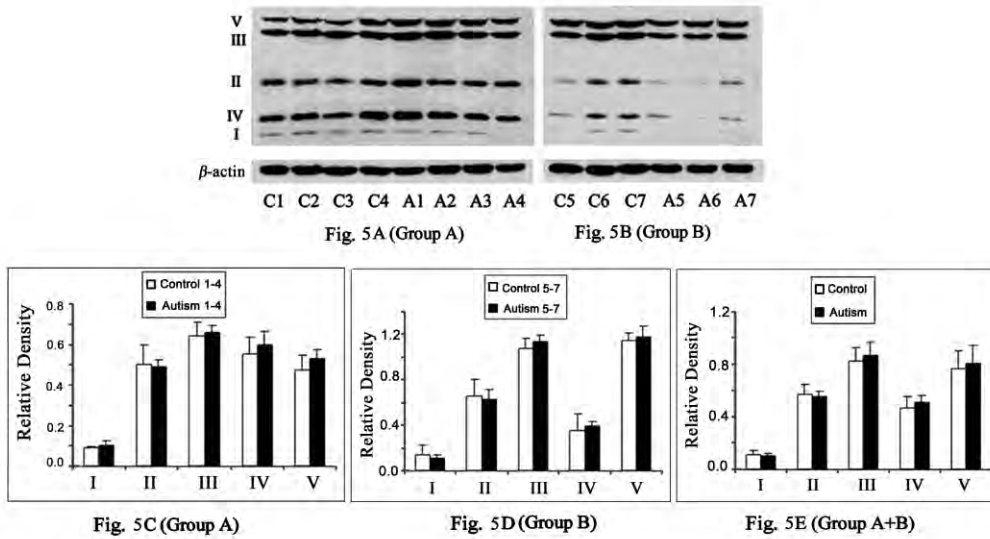 V
III
II
IV
I
β-actin
C1 C2 C3 C4 A1 A2 A3 A4
C5 C6 C7 A5 A6 A7
Fig. 5A (Group A)
Fig. 5B (Group B)
Relative Density
0.8
0.6
0.4
0.2
0.0
Control 1-4
Autism 1-4
I II III IV V
Fig. 5C (Group A)
Relative Density
1.2
0.8
0.4
0.0
Control 5-7
Autism 5-7
I II III IV V
Fig. 5D (Group B)
Relative Density
1.2
0.8
0.4
0.0
Control
Autism
I II III IV V
Fig. 5E (Group A+B)